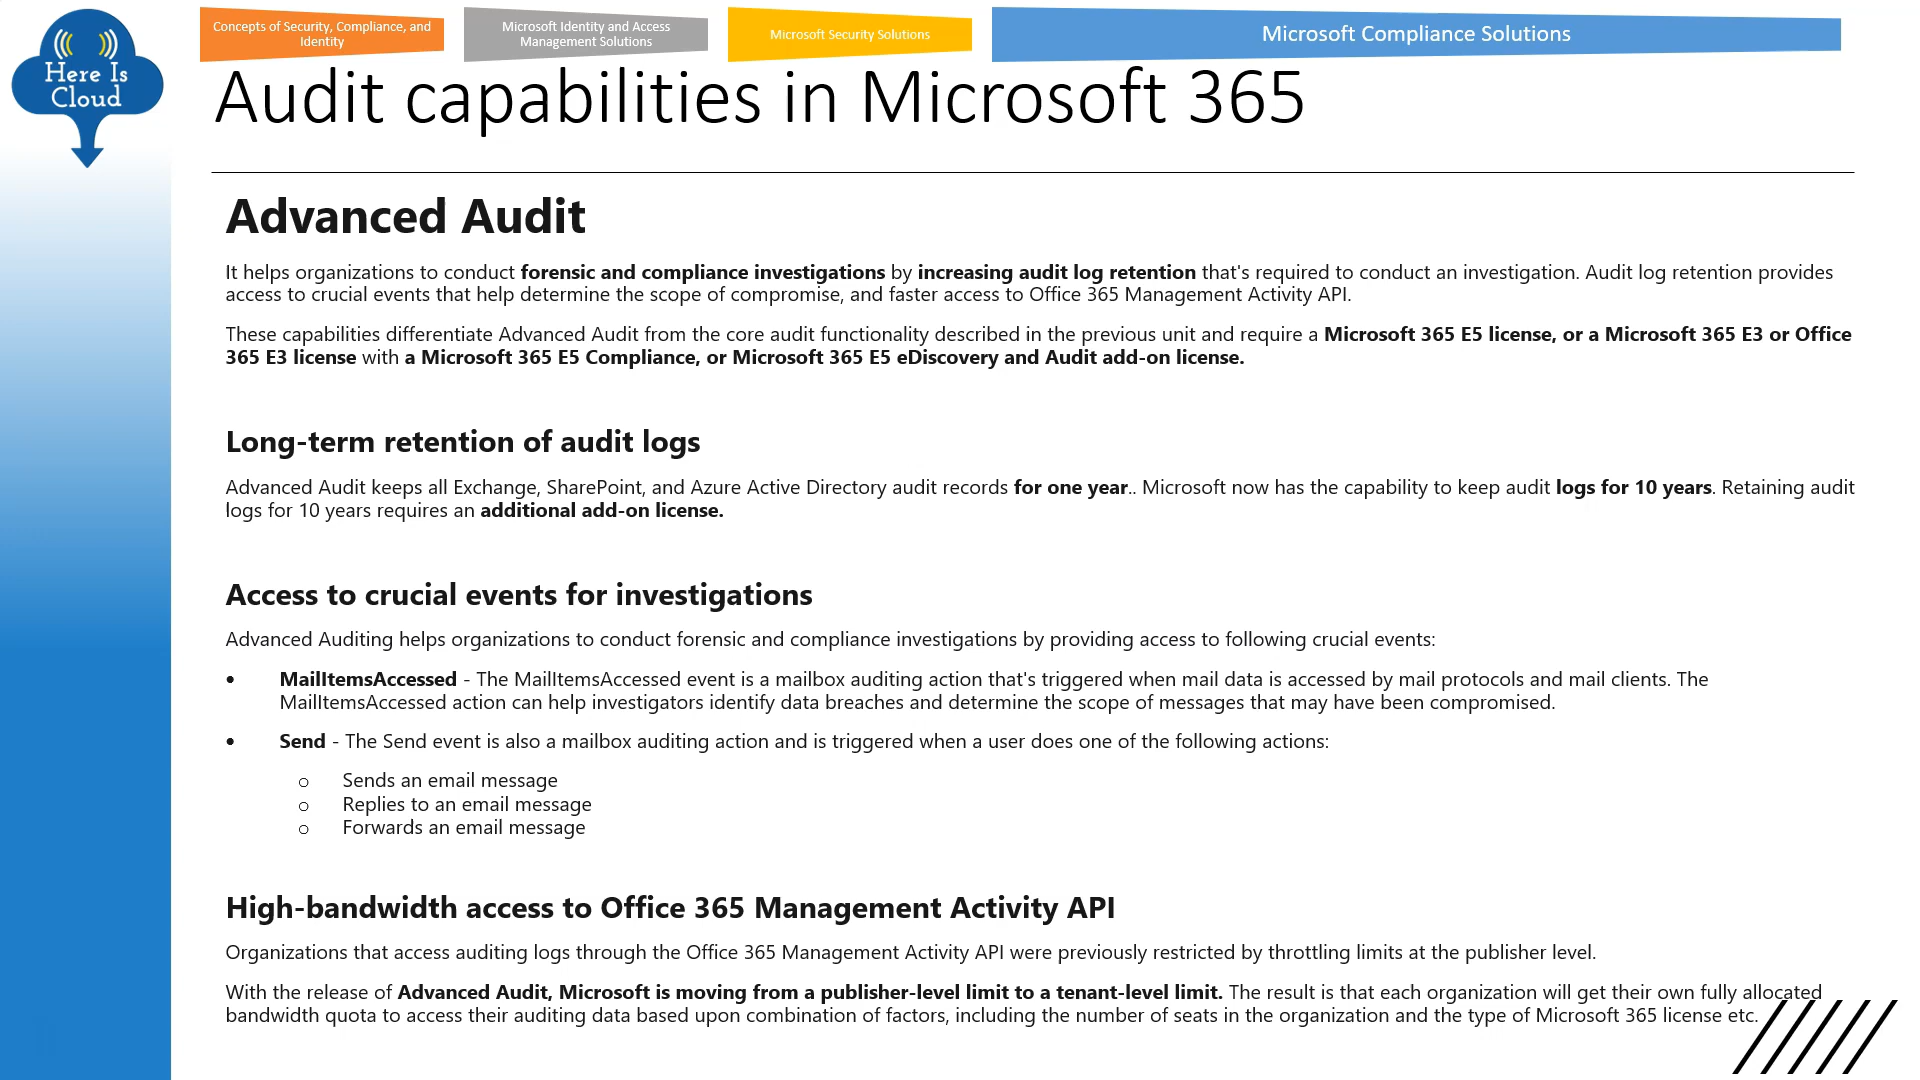 Here Is
Cloud
Concepts of Security, Compliance, and
Identity
Microsoft Identity and Access
Management Solutions
Microsoft Security Solutions
Microsoft Compliance Solutions
Audit capabilities in Microsoft 365
Advanced Audit
It helps organizations to conduct forensic and compliance investigations by increasing audit log retention that's required to conduct an investigation. Audit log retention provides
access to crucial events that help determine the scope of compromise, and faster access to Office 365 Management Activity API.
These capabilities differentiate Advanced Audit from the core audit functionality described in the previous unit and require a Microsoft 365 E5 license, or a Microsoft 365 E3 or Office
365 E3 license with a Microsoft 365 E5 Compliance, or Microsoft 365 E5 eDiscovery and Audit add-on license.
Long-term retention of audit logs
Advanced Audit keeps all Exchange, SharePoint, and Azure Active Directory audit records for one year.. Microsoft now has the capability to keep audit logs for 10 years. Retaining audit
logs for 10 years requires an additional add-on license.
Access to crucial events for investigations
Advanced Auditing helps organizations to conduct forensic and compliance investigations by providing access to following crucial events:
• MailItemsAccessed - The MailItemsAccessed event is a mailbox auditing action that's triggered when mail data is accessed by mail protocols and mail clients. The
MailItemsAccessed action can help investigators identify data breaches and determine the scope of messages that may have been compromised.
• Send - The Send event is also a mailbox auditing action and is triggered when a user does one of the following actions:
o Sends an email message
o Replies to an email message
o Forwards an email message
High-bandwidth access to Office 365 Management Activity API
Organizations that access auditing logs through the Office 365 Management Activity API were previously restricted by throttling limits at the publisher level.
With the release of Advanced Audit, Microsoft is moving from a publisher-level limit to a tenant-level limit. The result is that each organization will get their own fully allocated
bandwidth quota to access their auditing data based upon combination of factors, including the number of seats in the organization and the type of Microsoft 365 license etc.